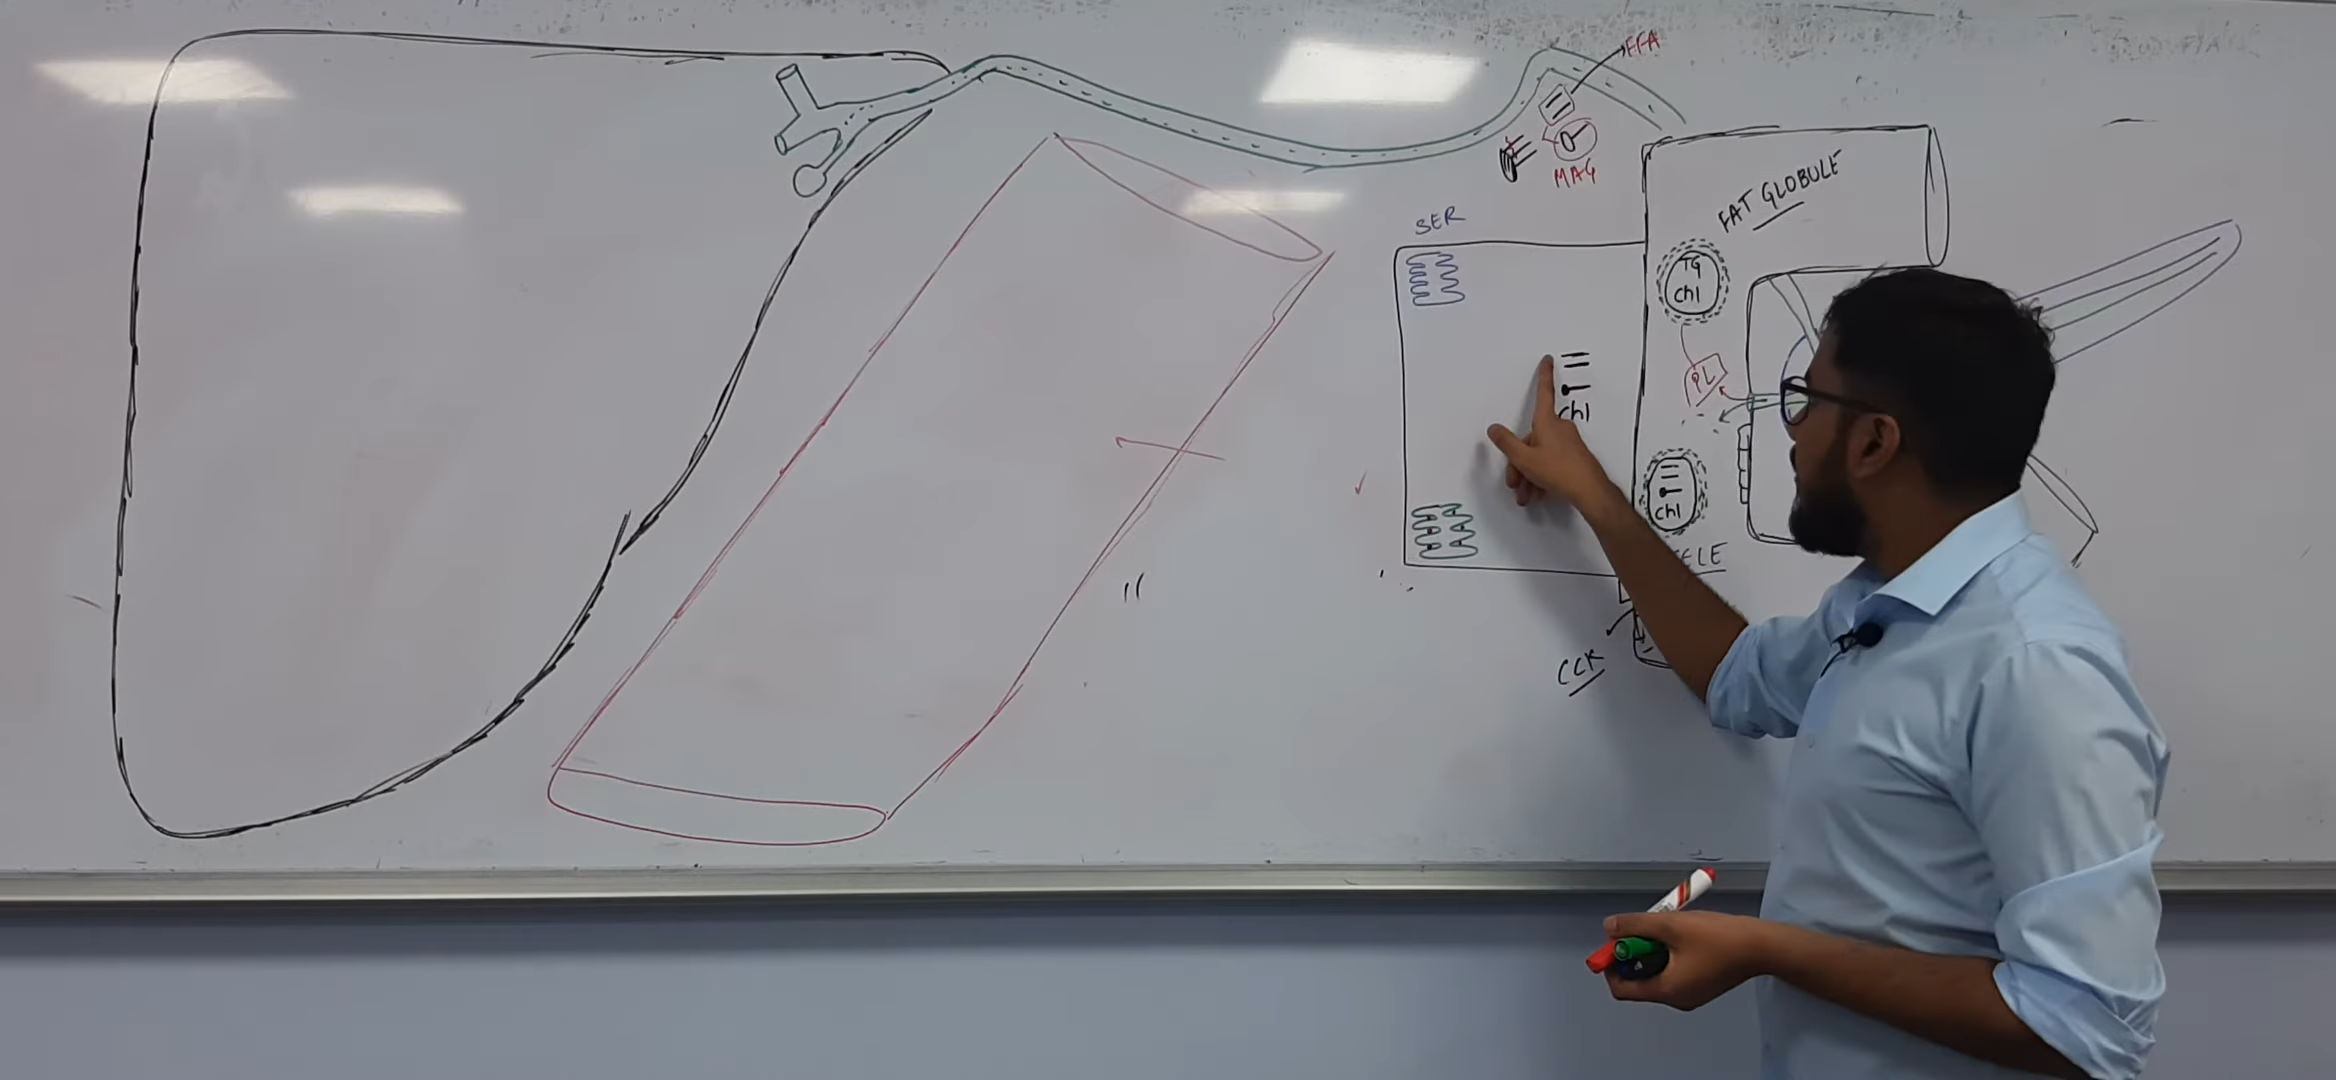 FFA
MAG
SER
FAT GLOBULE
TG
Chl
PL
Chl
Chl
CCK